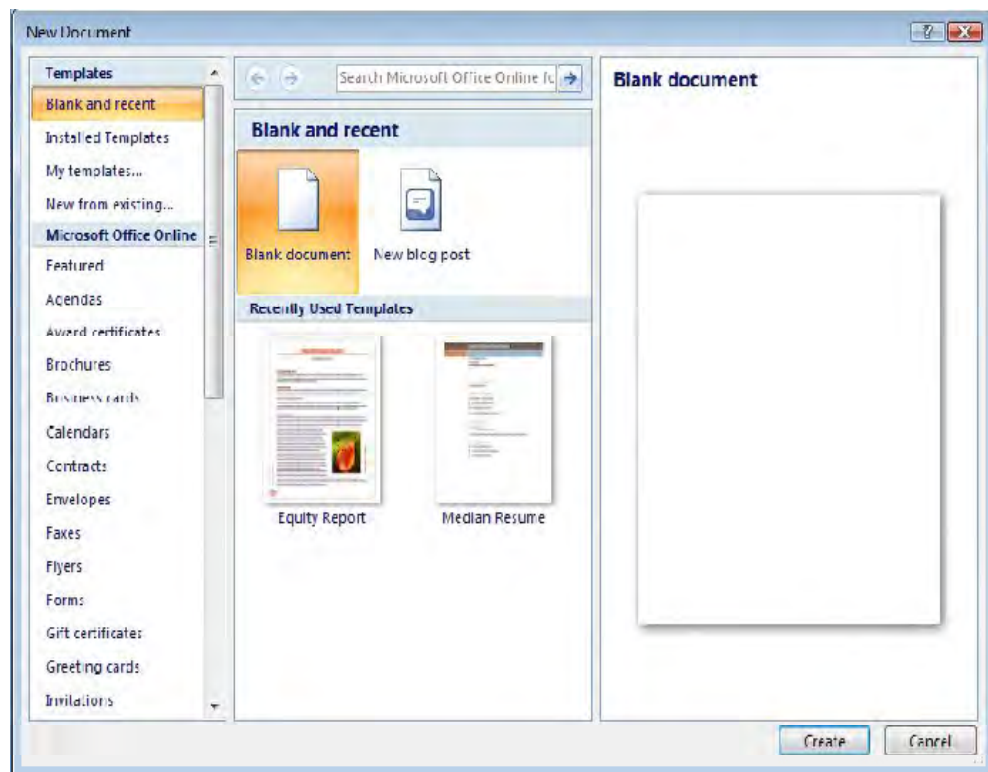 New Document
Templates
Blank and recent
Installed Templates
My templates...
New from existing...
Microsoft Office Online
Featured
Agendas
Award certificates
Brochures
Business cards
Calendars
Contracts
Envelopes
Faxes
Flyers
Forms
Gift certificates
Greeting cards
Invitations
Search Microsoft Office Online fo
Blank and recent
Blank document
New blog post
Recently Used Templates
Equity Report
Median Resume
Blank document
Create
Cancel